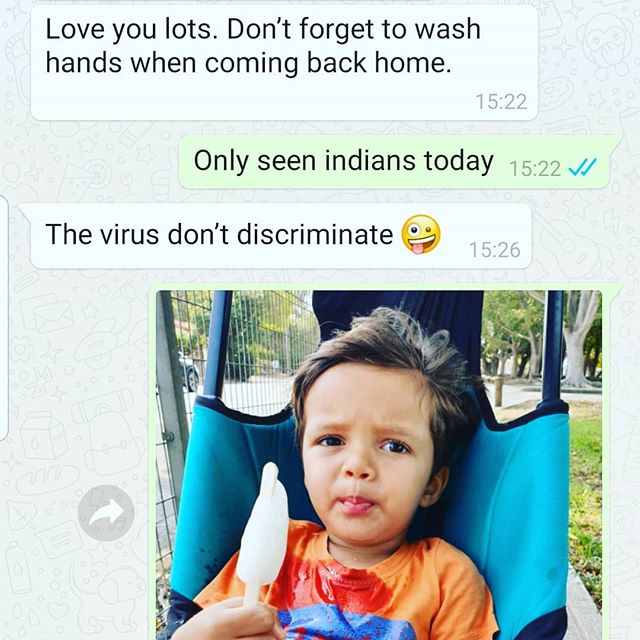 Love you lots. Don’t forget to wash
hands when coming back home.
15:22
Only seen indians today 15:22
The virus don’t discriminate 🤪 15:26